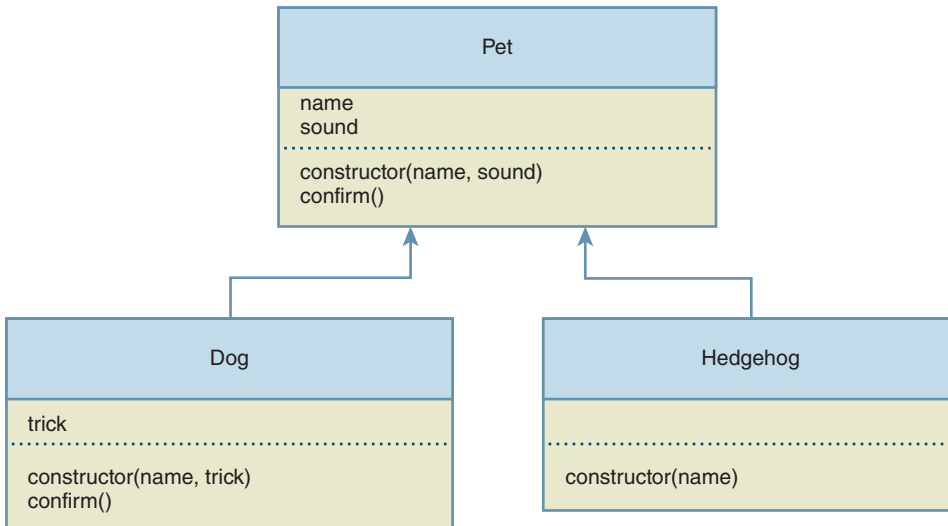 Pet
name
sound
constructor(name, sound)
confirm()
Dog
trick
constructor(name, trick)
confirm()
Hedgehog
constructor(name)